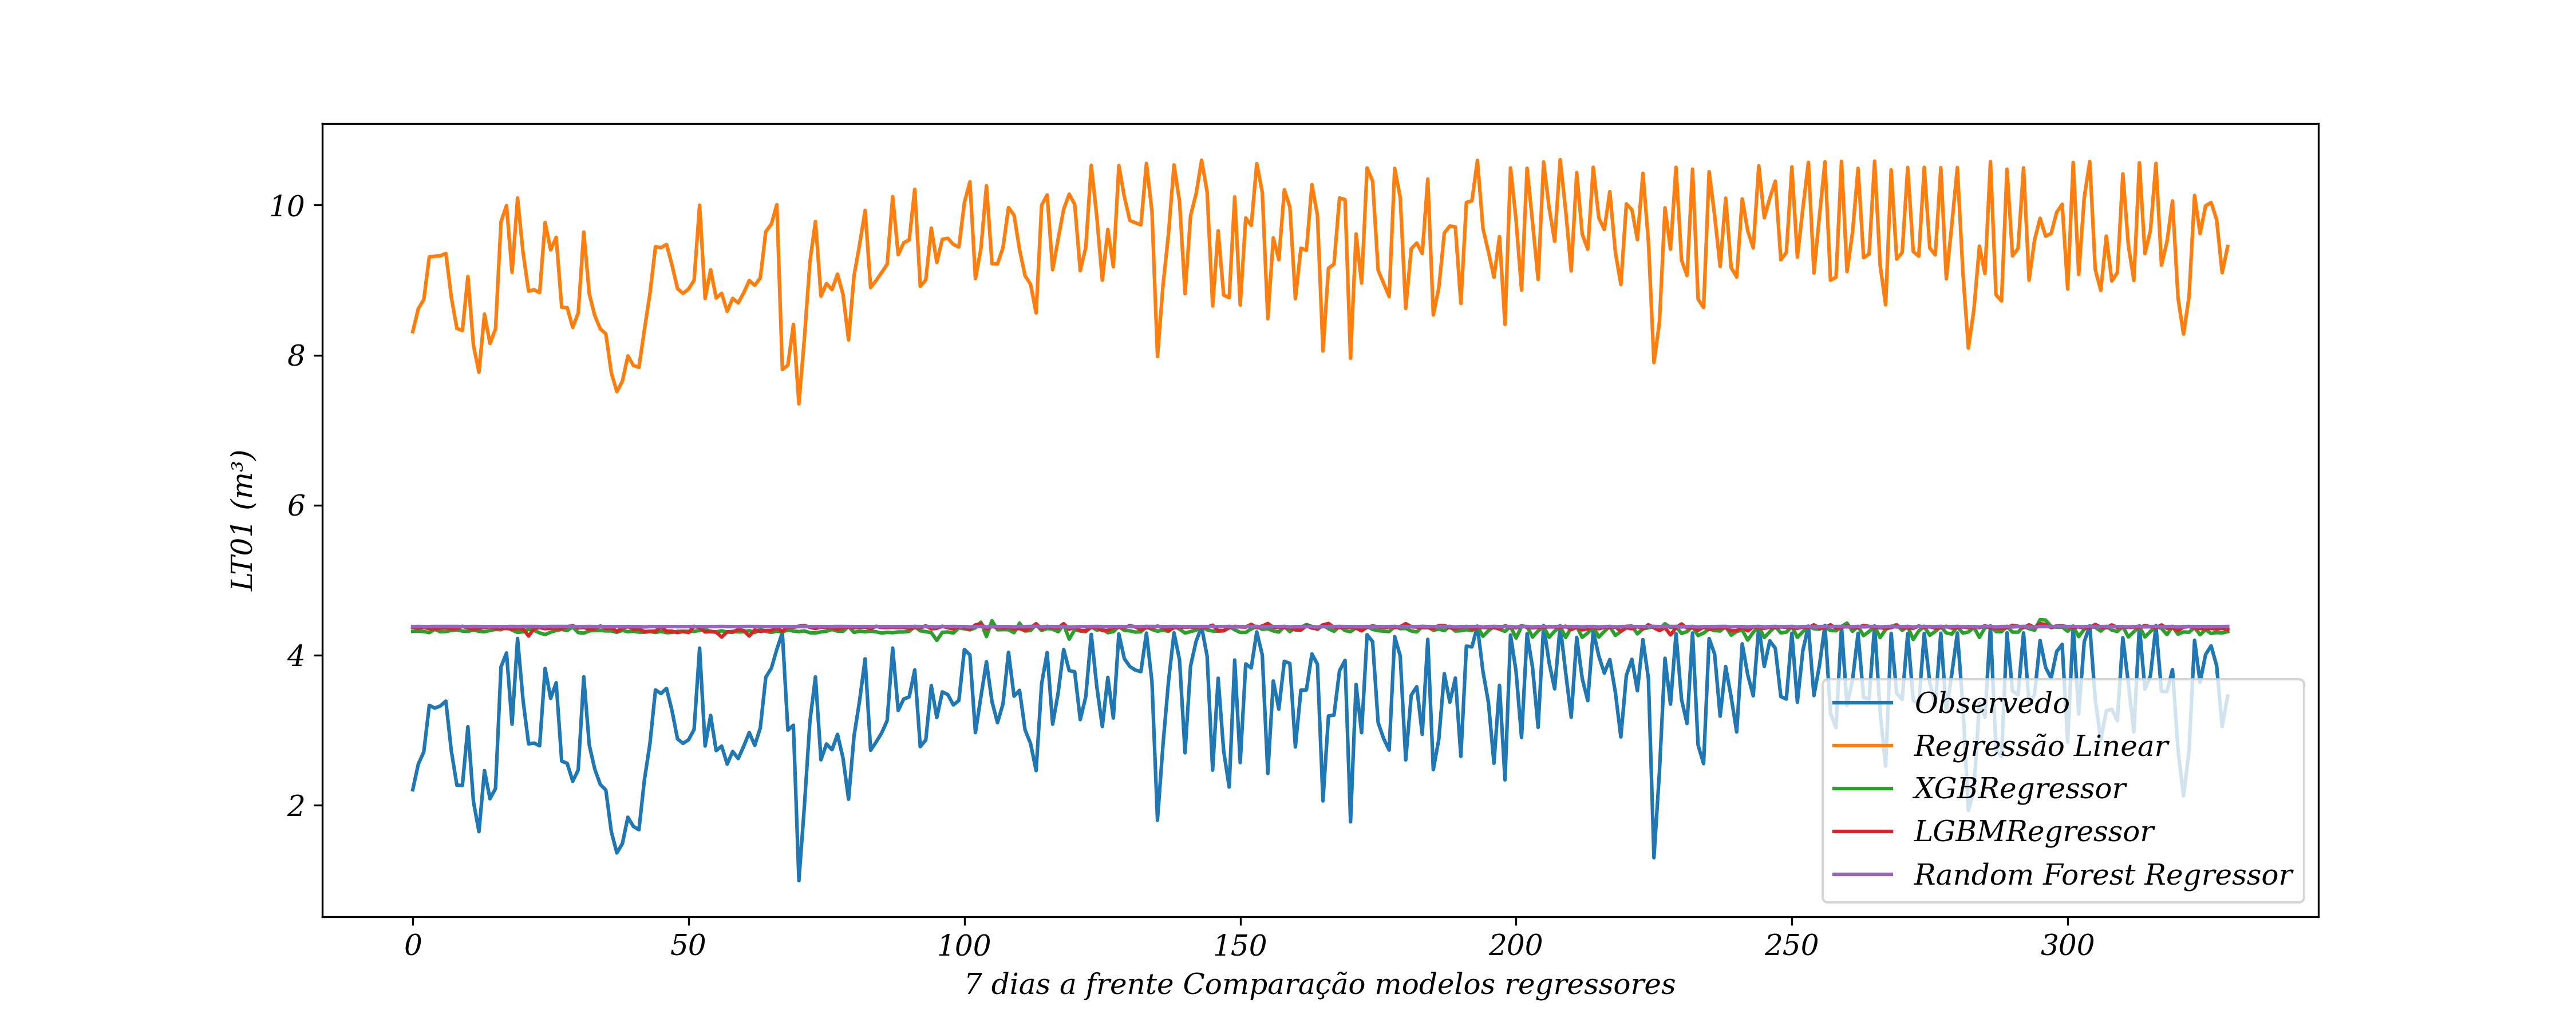 10
8
6
4
2
LT01 (m³)
Observedo
Regressão Linear
XGBRegressor
LGBMRegressor
Random Forest Regressor
0 50 100 150 200 250 300
7 dias a frente Comparação modelos regressores